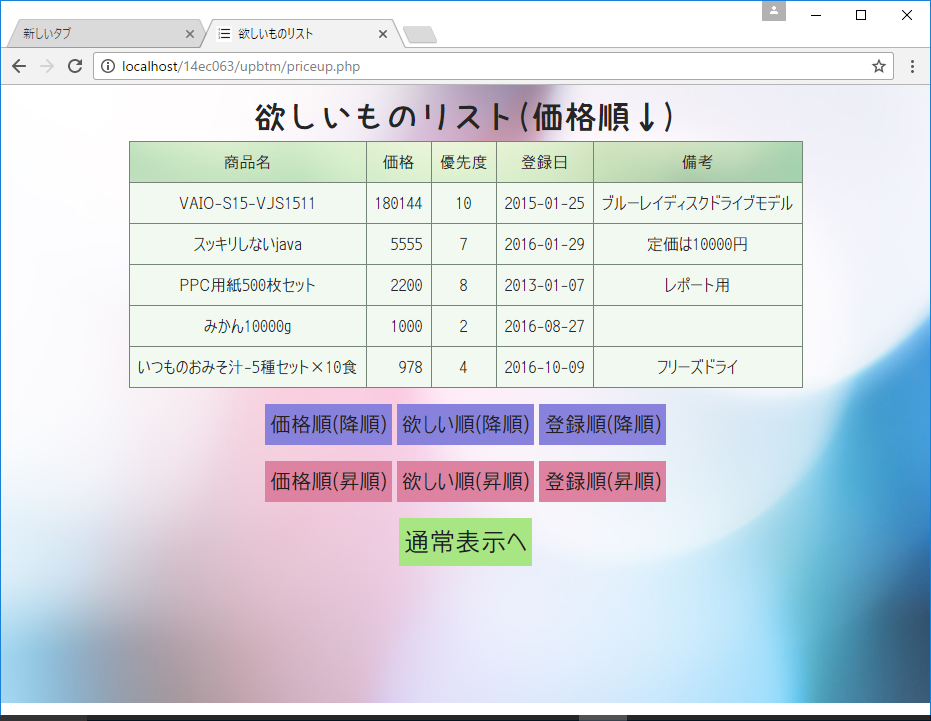 新しいタブ 欲しいものリスト
localhost/14ec063/upbtm/priceup.php
欲しいものリスト(価格順↓)
商品名 価格 優先度 登録日 備考
VAIO-S15-VJS1511 180144 10 2015-01-25 ブルーレイディスクドライブモデル
スッキリしないjava 5555 7 2016-01-29 定価は10000円
PPC用紙500枚セット 2200 8 2013-01-07 レポート用
みかん10000g 1000 2 2016-08-27
いつものおみそ汁-5種セット×10食 978 4 2016-10-09 フリーズドライ
価格順(降順) 欲しい順(降順) 登録順(降順)
価格順(昇順) 欲しい順(昇順) 登録順(昇順)
通常表示へ